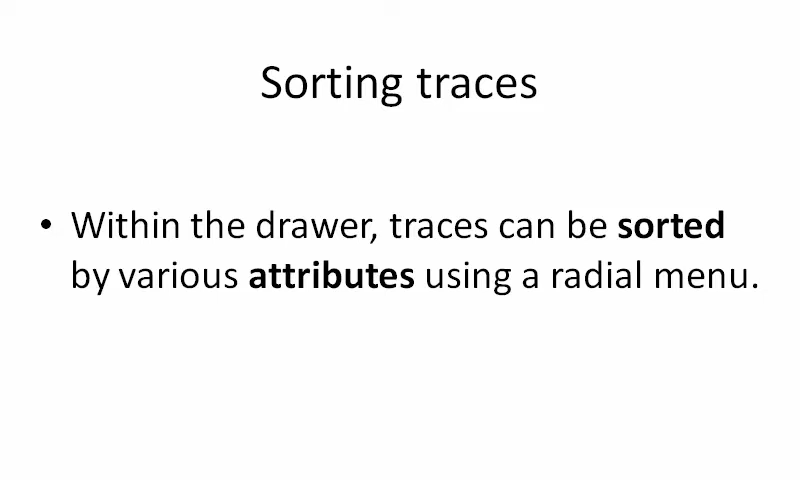 Sorting traces
• Within the drawer, traces can be sorted
by various attributes using a radial menu.